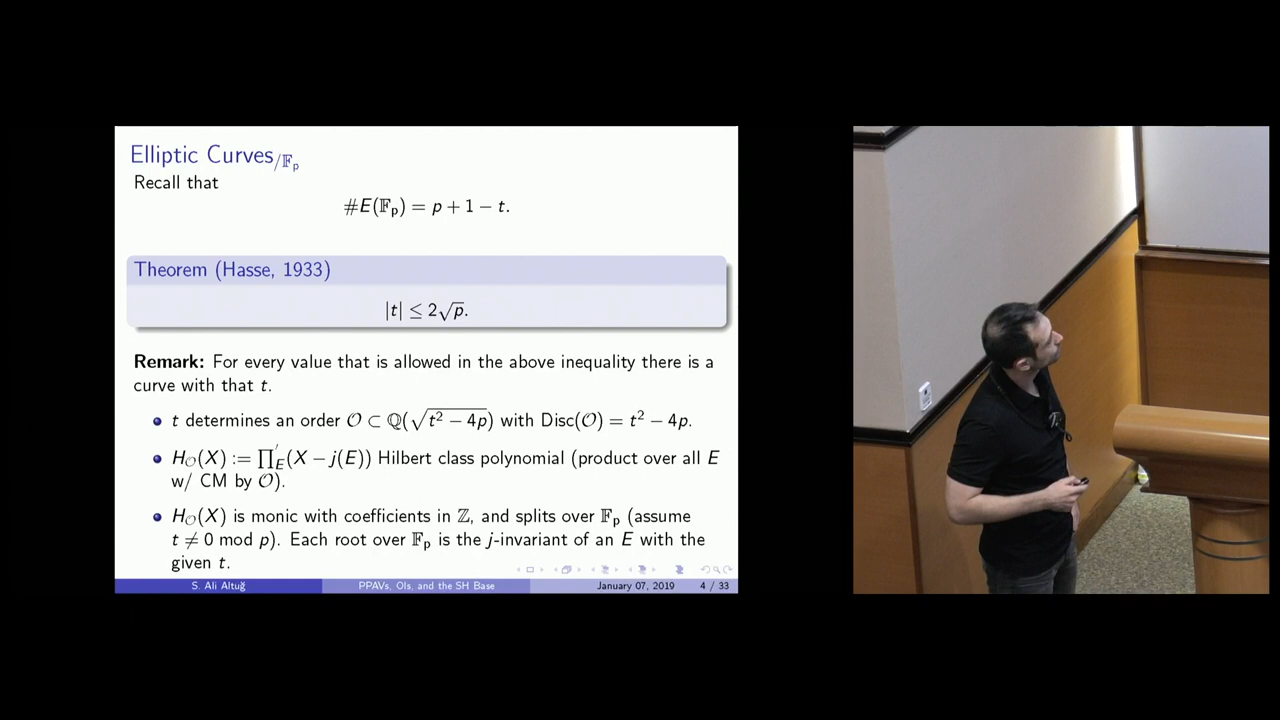 Elliptic Curves/𝔽ₚ
Recall that
#E(𝔽ₚ) = p + 1 − t.
Theorem (Hasse, 1933)
|t| ≤ 2√p.
Remark: For every value that is allowed in the above inequality there is a
curve with that t.
t determines an order 𝒪 ⊂ ℚ(√(t² − 4p)) with Disc(𝒪) = t² − 4p.
H_𝒪(X) := ∏′_E(X − j(E)) Hilbert class polynomial (product over all E
w/ CM by 𝒪).
H_𝒪(X) is monic with coefficients in ℤ, and splits over 𝔽ₚ (assume
t ≠ 0 mod p). Each root over 𝔽ₚ is the j-invariant of an E with the
given t.
S. Ali Altuğ PPAVs, OIs, and the SH Base January 07, 2019 4 / 33